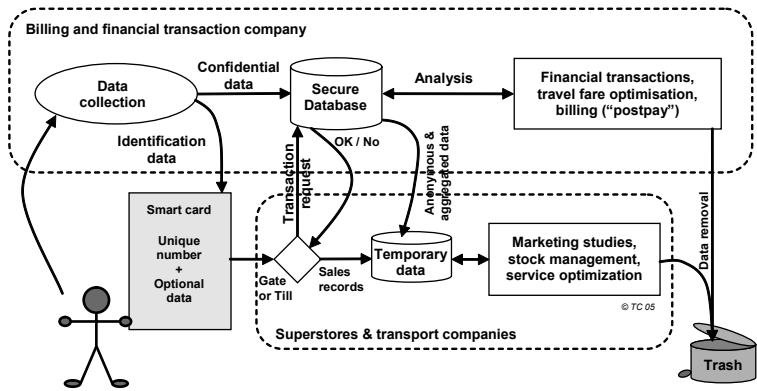 Billing and financial transaction company
Data
collection
Confidential
data
Secure
Database
Analysis
Financial transactions,
travel fare optimisation,
billing (“postpay”)
Identification
data
OK / No
Transaction
request
Anonymous &
aggregated data
Data removal
Smart card
Unique
number
+
Optional
data
Gate
or Till
Sales
records
Temporary
data
Marketing studies,
stock management,
service optimization
© TC 05
Superstores & transport companies
Trash